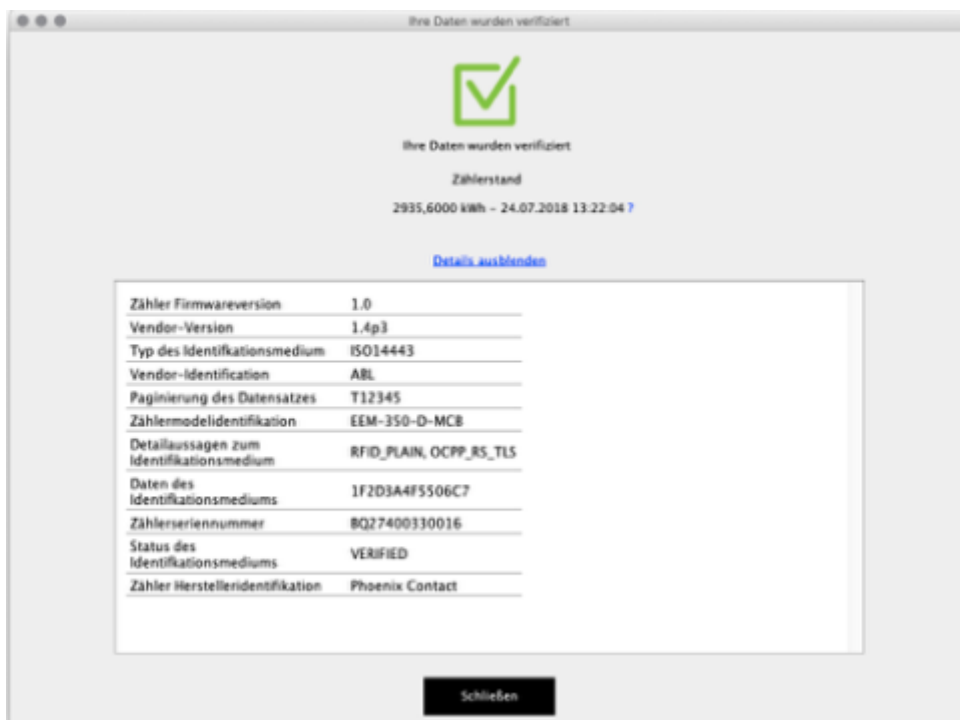 Ihre Daten wurden verifiziert
Ihre Daten wurden verifiziert
Zählerstand
2935,6000 kWh - 24.07.2018 13:22:04 ?
Details ausblenden
Zähler Firmwareversion 1.0
Vendor-Version 1.4p3
Typ des Identifkationsmedium ISO14443
Vendor-Identification ABL
Paginierung des Datensatzes T12345
Zählermodelidentifikation EEM-350-D-MCB
Detailaussagen zum
Identifikationsmedium RFID_PLAIN, OCPP_RS_TLS
Daten des
Identifkationsmediums 1F2D3A4F5506C7
Zählerseriennummer BQ27400330016
Status des
Identifkationsmediums VERIFIED
Zähler Herstelleridentifikation Phoenix Contact
Schließen